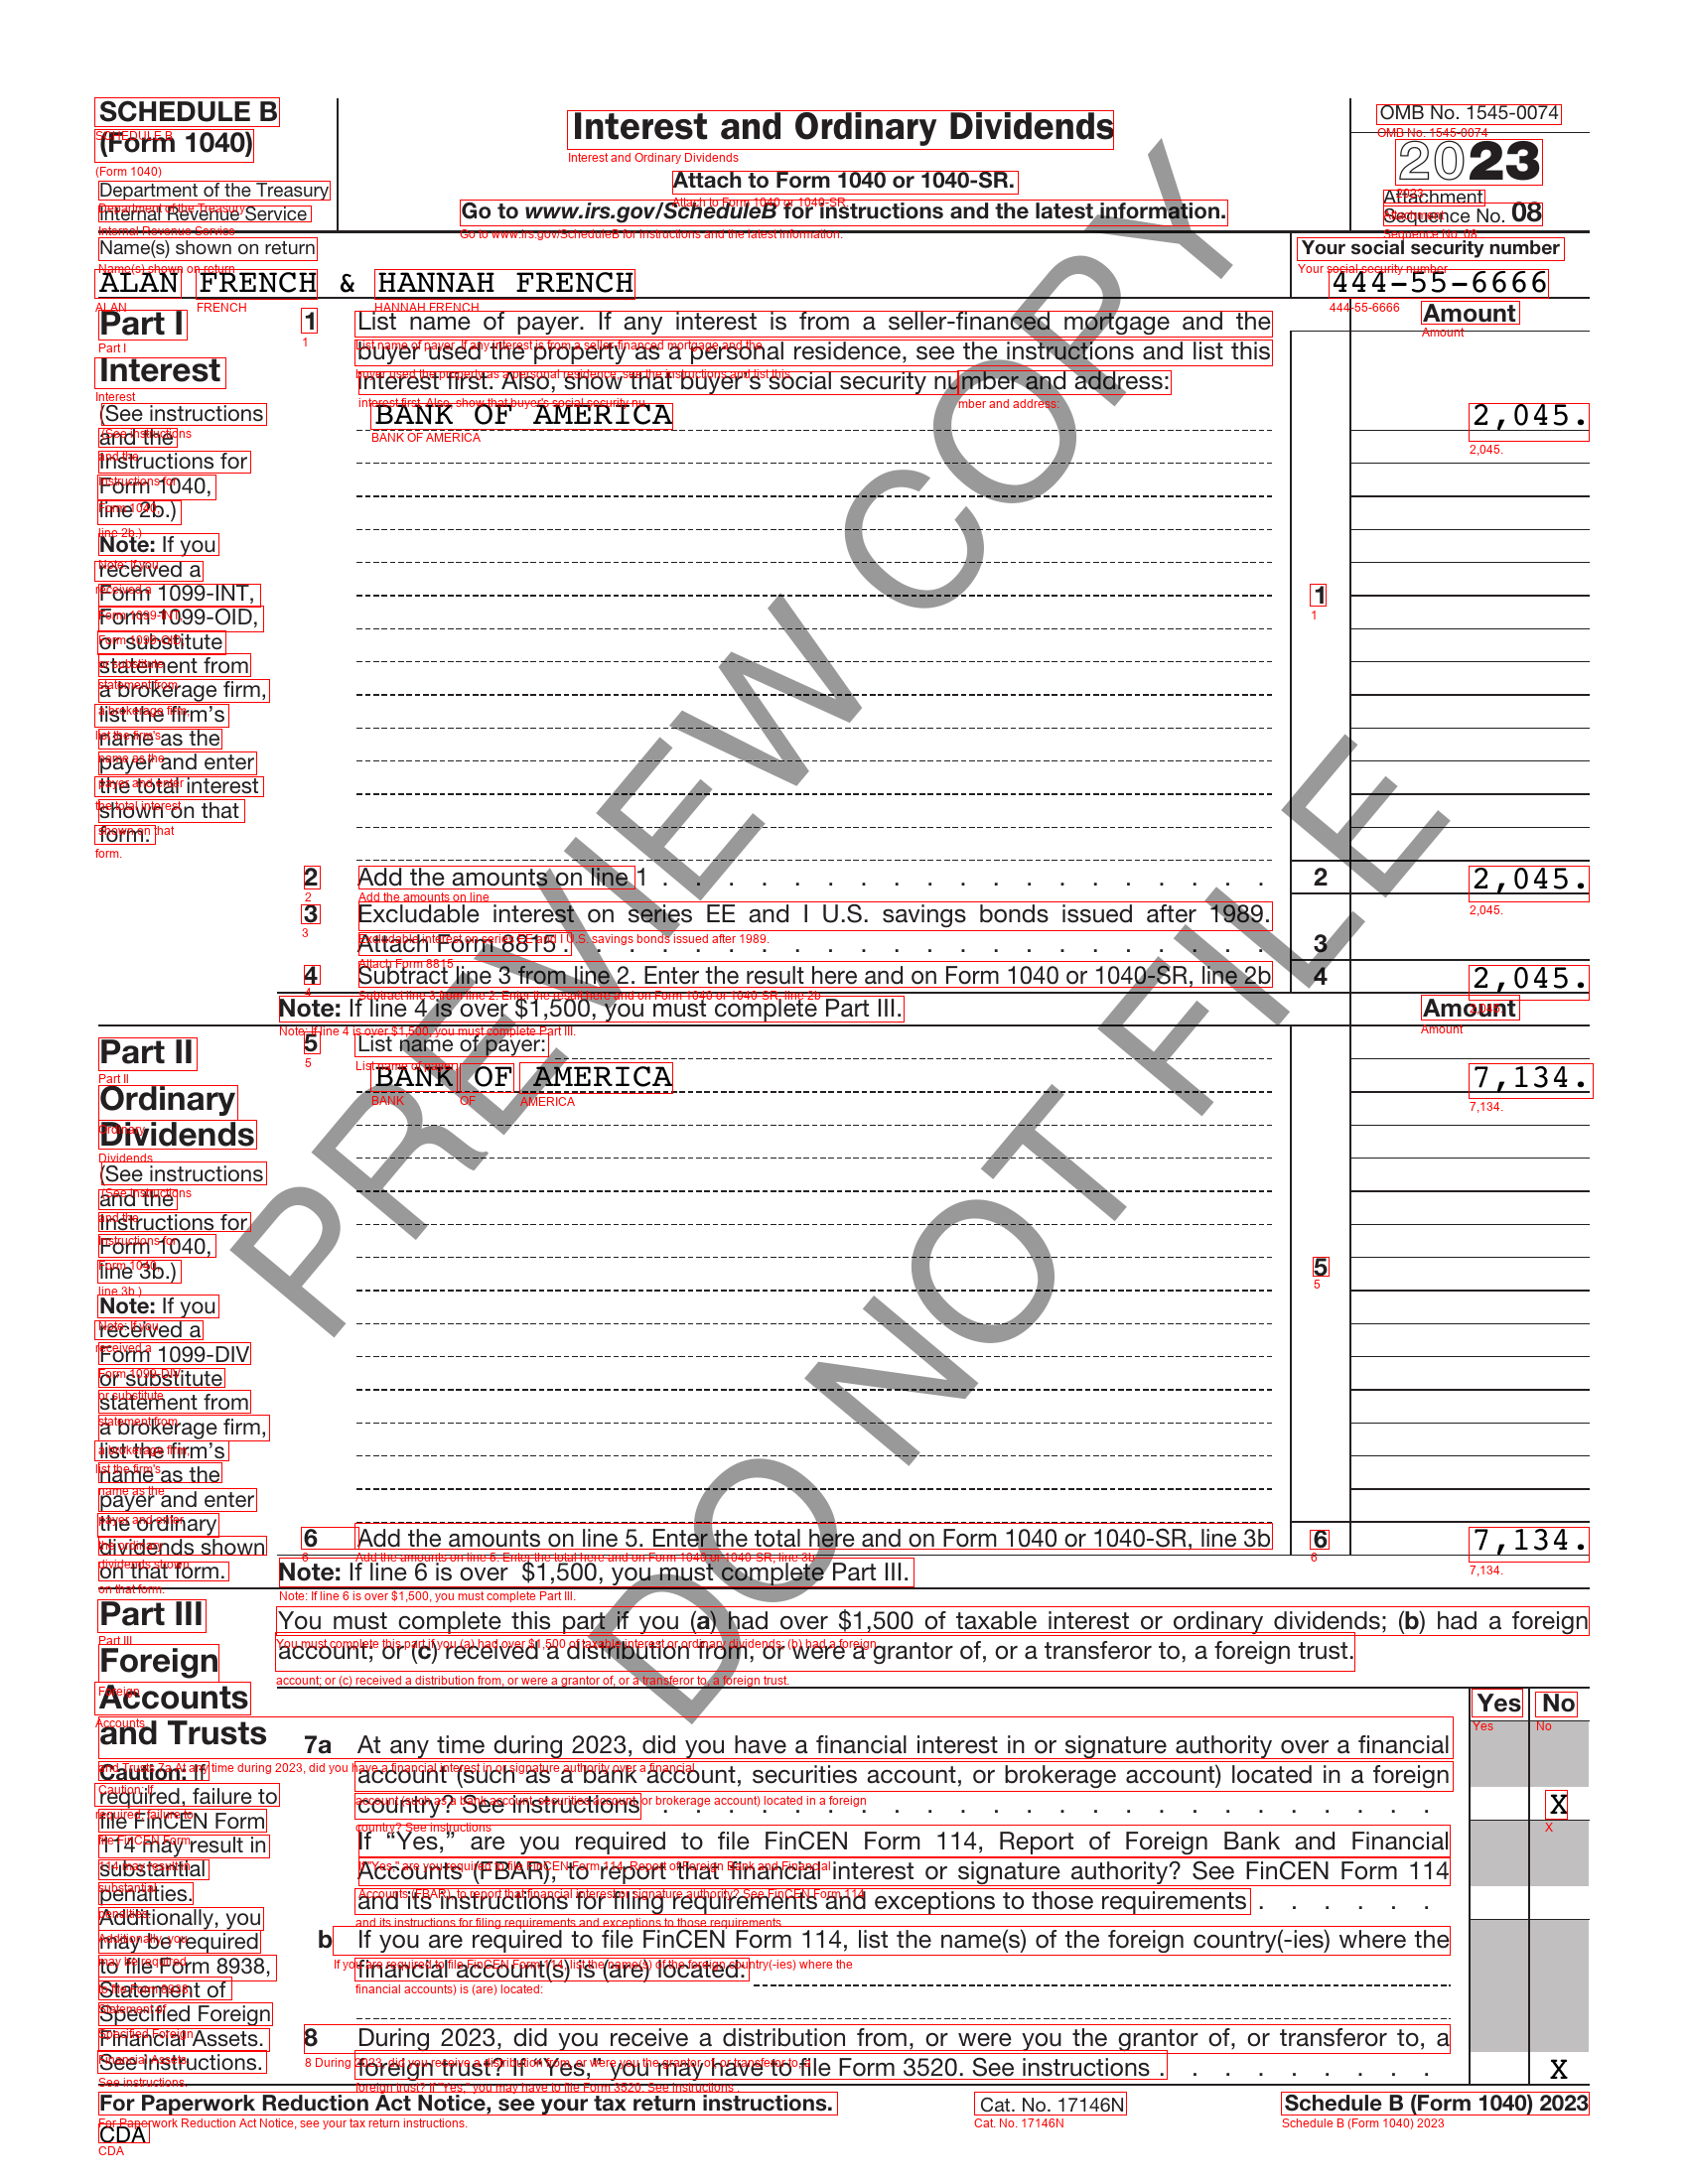 SCHEDULE B
(Form 1040)
Department of the Treasury
Internal Revenue Service
Interest and Ordinary Dividends
Attach to Form 1040 or 1040-SR.
Go to www.irs.gov/ScheduleB for instructions and the latest information.
OMB No. 1545-0074
2023
Attachment
Sequence No. 08
Name(s) shown on return
Your social security number
ALAN FRENCH & HANNAH FRENCH
444-55-6666
Part I
Interest
(See instructions
and the
instructions for
Form 1040,
line 2b.)
Note: If you
received a
Form 1099-INT,
Form 1099-OID,
or substitute
statement from
a brokerage firm,
list the firm's
name as the
payer and enter
the total interest
shown on that
form.
1 List name of payer. If any interest is from a seller-financed mortgage and the
buyer used the property as a personal residence, see the instructions and list this
interest first. Also, show that buyer's social security number and address:
Amount
BANK OF AMERICA
2,045.
1
2 Add the amounts on line 1 . . . . . . . . . . . . . . . . . . . 2 2,045.
3 Excludable interest on series EE and I U.S. savings bonds issued after 1989.
Attach Form 8815 . . . . . . . . . . . . . . . . . . . . . 3
4 Subtract line 3 from line 2. Enter the result here and on Form 1040 or 1040-SR, line 2b 4 2,045.
Note: If line 4 is over $1,500, you must complete Part III.
Amount
Part II
Ordinary
Dividends
(See instructions
and the
instructions for
Form 1040,
line 3b.)
Note: If you
received a
Form 1099-DIV
or substitute
statement from
a brokerage firm,
list the firm's
name as the
payer and enter
the ordinary
dividends shown
on that form.
5 List name of payer:
BANK OF AMERICA
7,134.
5
6 Add the amounts on line 5. Enter the total here and on Form 1040 or 1040-SR, line 3b 6 7,134.
Note: If line 6 is over $1,500, you must complete Part III.
Part III
Foreign
Accounts
and Trusts
Caution: If
required, failure to
file FinCEN Form
114 may result in
substantial
penalties.
Additionally, you
may be required
to file Form 8938,
Statement of
Specified Foreign
Financial Assets.
See instructions.
You must complete this part if you (a) had over $1,500 of taxable interest or ordinary dividends; (b) had a foreign
account; or (c) received a distribution from, or were a grantor of, or a transferor to, a foreign trust.
Yes No
7a At any time during 2023, did you have a financial interest in or signature authority over a financial
account (such as a bank account, securities account, or brokerage account) located in a foreign
country? See instructions . . . . . . . . . . . . . . . . . . . . . . . . X
If “Yes,” are you required to file FinCEN Form 114, Report of Foreign Bank and Financial
Accounts (FBAR), to report that financial interest or signature authority? See FinCEN Form 114
and its instructions for filing requirements and exceptions to those requirements . . . . . .
b If you are required to file FinCEN Form 114, list the name(s) of the foreign country(-ies) where the
financial account(s) is (are) located:
8 During 2023, did you receive a distribution from, or were you the grantor of, or transferor to, a
foreign trust? If “Yes,” you may have to file Form 3520. See instructions . . . . . . . . . X
For Paperwork Reduction Act Notice, see your tax return instructions.
Cat. No. 17146N
Schedule B (Form 1040) 2023
CDA
PREVIEW COPY
DO NOT FILE